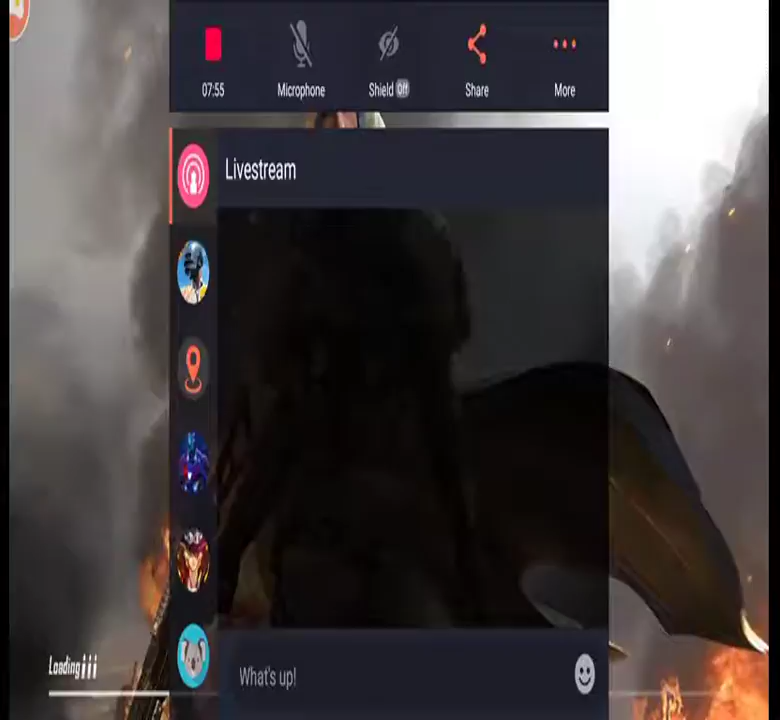 07:55
Microphone
Shield Off
Share
More
Livestream
Loading
What's up!